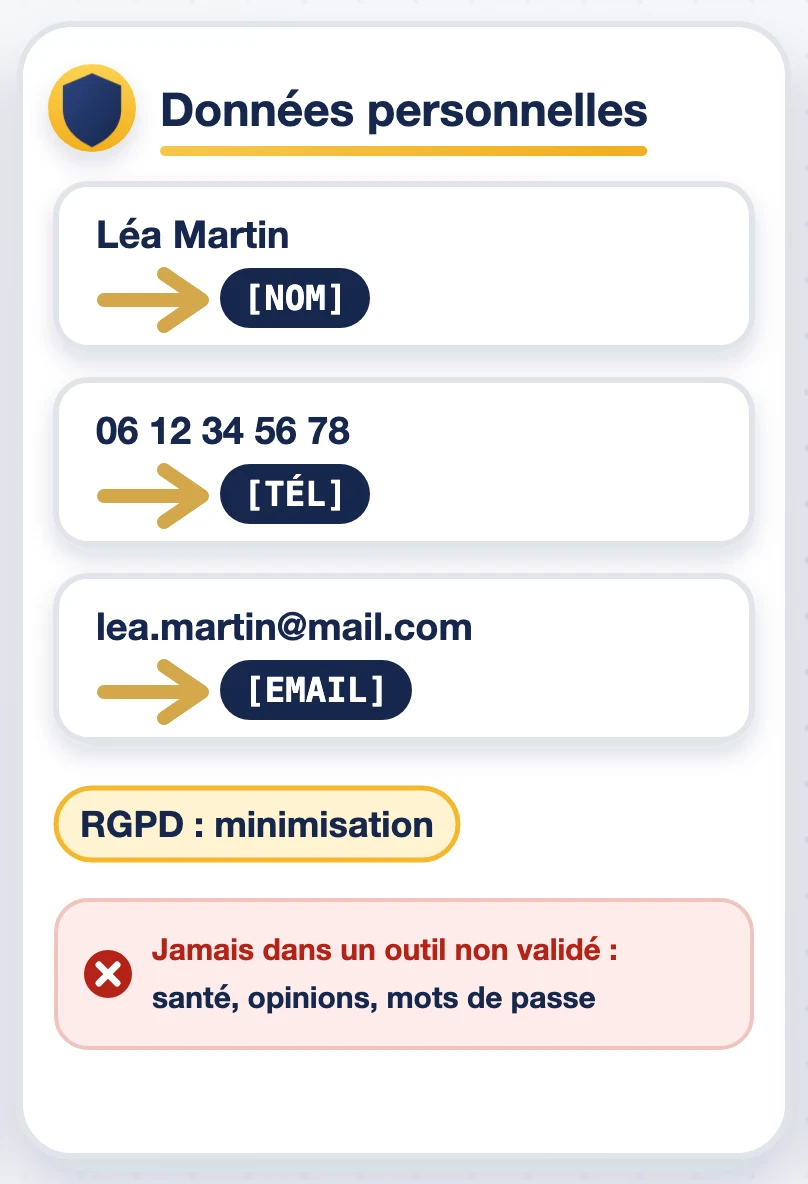 Données personnelles
Léa Martin
[NOM]
06 12 34 56 78
[TÉL]
lea.martin@mail.com
[EMAIL]
RGPD : minimisation
Jamais dans un outil non validé :
santé, opinions, mots de passe